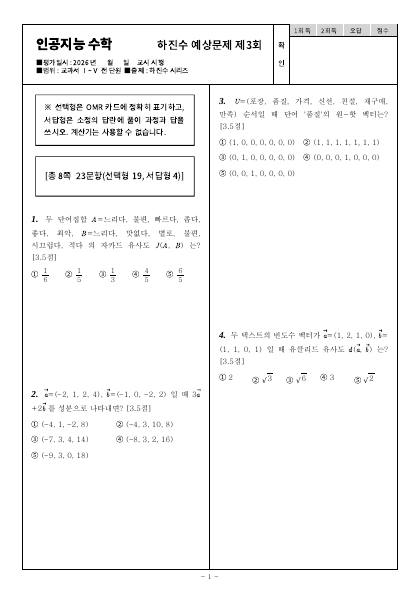 인공지능 수학
하진수 예상문제 제3회
■평가일시 : 2026 년 월 일 교시 시행
■범위 : 교과서 Ⅰ~Ⅴ 전 단원 ■출제 : 하진수 시리즈
확인
1회독 2회독 오답 점수
※ 선택형은 OMR 카드에 정확히 표기하고,
서답형은 소정의 답란에 풀이 과정과 답을
쓰시오. 계산기는 사용할 수 없습니다.
[총 8쪽 23문항(선택형 19, 서답형 4)]
1. 두 단어집합 A={느리다, 불편, 빠르다, 좁다,
좋다, 최악, B={느리다, 맛없다, 별로, 불편,
시끄럽다, 적다 의 자카드 유사도 J(A, B) 는?
[3.5점]
① 1/6 ② 1/5 ③ 1/3 ④ 4/5 ⑤ 6/5
2. a⃗=(-2, 1, 2, 4), b⃗=(-1, 0, -2, 2) 일 때 3a⃗
+2b⃗ 를 성분으로 나타내면? [3.5점]
① (-4, 1, -2, 8) ② (-4, 3, 10, 8)
③ (-7, 3, 4, 14) ④ (-8, 3, 2, 16)
⑤ (-9, 3, 0, 18)
3. U=(포장, 품질, 가격, 신선, 친절, 재구매,
만족) 순서일 때 단어 '품질'의 원-핫 벡터는?
[3.5점]
① (1, 0, 0, 0, 0, 0, 0) ② (1, 1, 1, 1, 1, 1, 1)
③ (0, 1, 0, 0, 0, 0, 0) ④ (0, 0, 0, 1, 0, 0, 0)
⑤ (0, 0, 1, 0, 0, 0, 0)
4. 두 텍스트의 빈도수 벡터가 a⃗=(1, 2, 1, 0), b⃗=
(1, 1, 0, 1) 일 때 유클리드 유사도 d(a⃗, b⃗) 는?
[3.5점]
① 2 ② √3 ③ √6 ④ 3 ⑤ √2
- 1 -